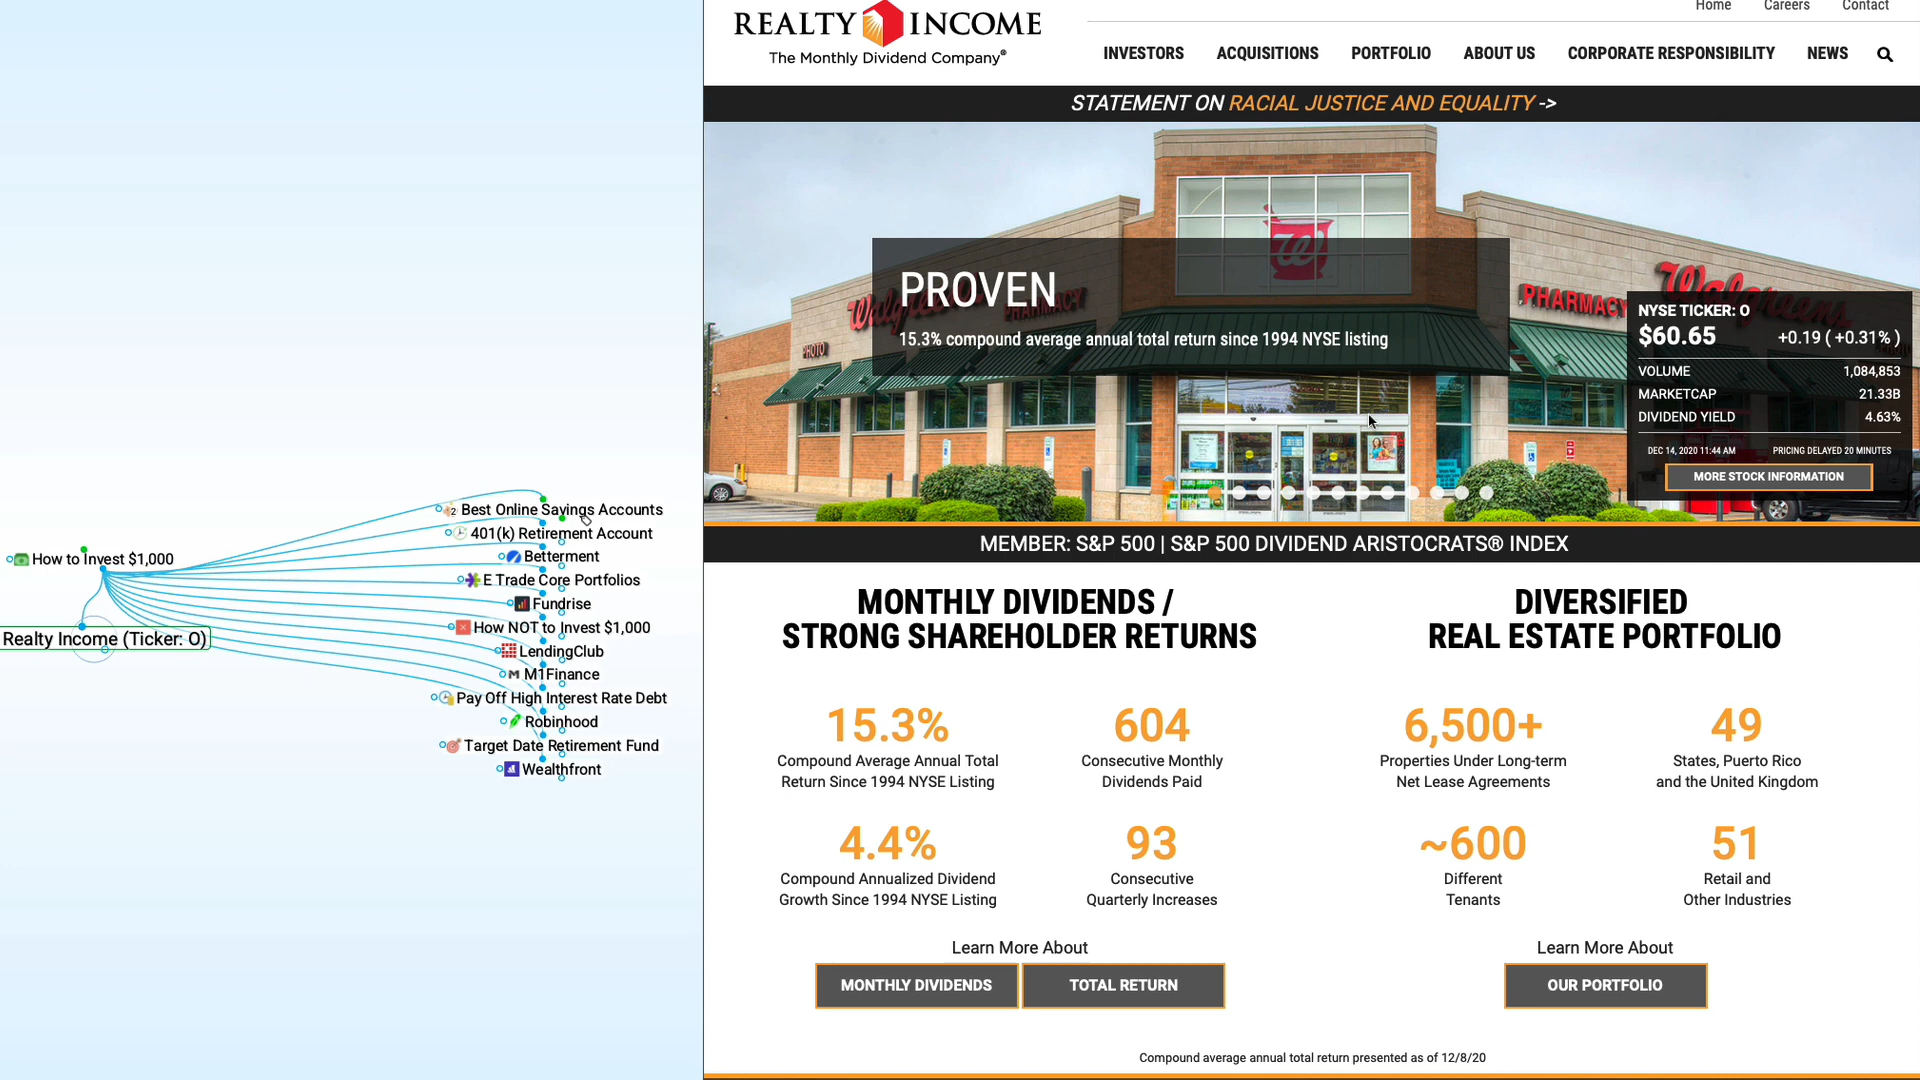 How to Invest $1,000
Realty Income (Ticker: O)
Best Online Savings Accounts
401(k) Retirement Account
Betterment
E Trade Core Portfolios
Fundrise
How NOT to Invest $1,000
LendingClub
M1Finance
Pay Off High Interest Rate Debt
Robinhood
Target Date Retirement Fund
Wealthfront
REALTY INCOME
The Monthly Dividend Company®
Home Careers Contact
INVESTORS ACQUISITIONS PORTFOLIO ABOUT US CORPORATE RESPONSIBILITY NEWS
STATEMENT ON RACIAL JUSTICE AND EQUALITY ->
Walgreens PHARMACY
PHARMACY Walgreens
PHOTO
PROVEN
15.3% compound average annual total return since 1994 NYSE listing
NYSE TICKER: O
$60.65 +0.19 ( +0.31% )
VOLUME 1,084,853
MARKETCAP 21.33B
DIVIDEND YIELD 4.63%
DEC 14, 2020 11:44 AM PRICING DELAYED 20 MINUTES
MORE STOCK INFORMATION
MEMBER: S&P 500 | S&P 500 DIVIDEND ARISTOCRATS® INDEX
MONTHLY DIVIDENDS /
STRONG SHAREHOLDER RETURNS
15.3%
Compound Average Annual Total
Return Since 1994 NYSE Listing
604
Consecutive Monthly
Dividends Paid
4.4%
Compound Annualized Dividend
Growth Since 1994 NYSE Listing
93
Consecutive
Quarterly Increases
Learn More About
MONTHLY DIVIDENDS
TOTAL RETURN
DIVERSIFIED
REAL ESTATE PORTFOLIO
6,500+
Properties Under Long-term
Net Lease Agreements
49
States, Puerto Rico
and the United Kingdom
~600
Different
Tenants
51
Retail and
Other Industries
Learn More About
OUR PORTFOLIO
Compound average annual total return presented as of 12/8/20